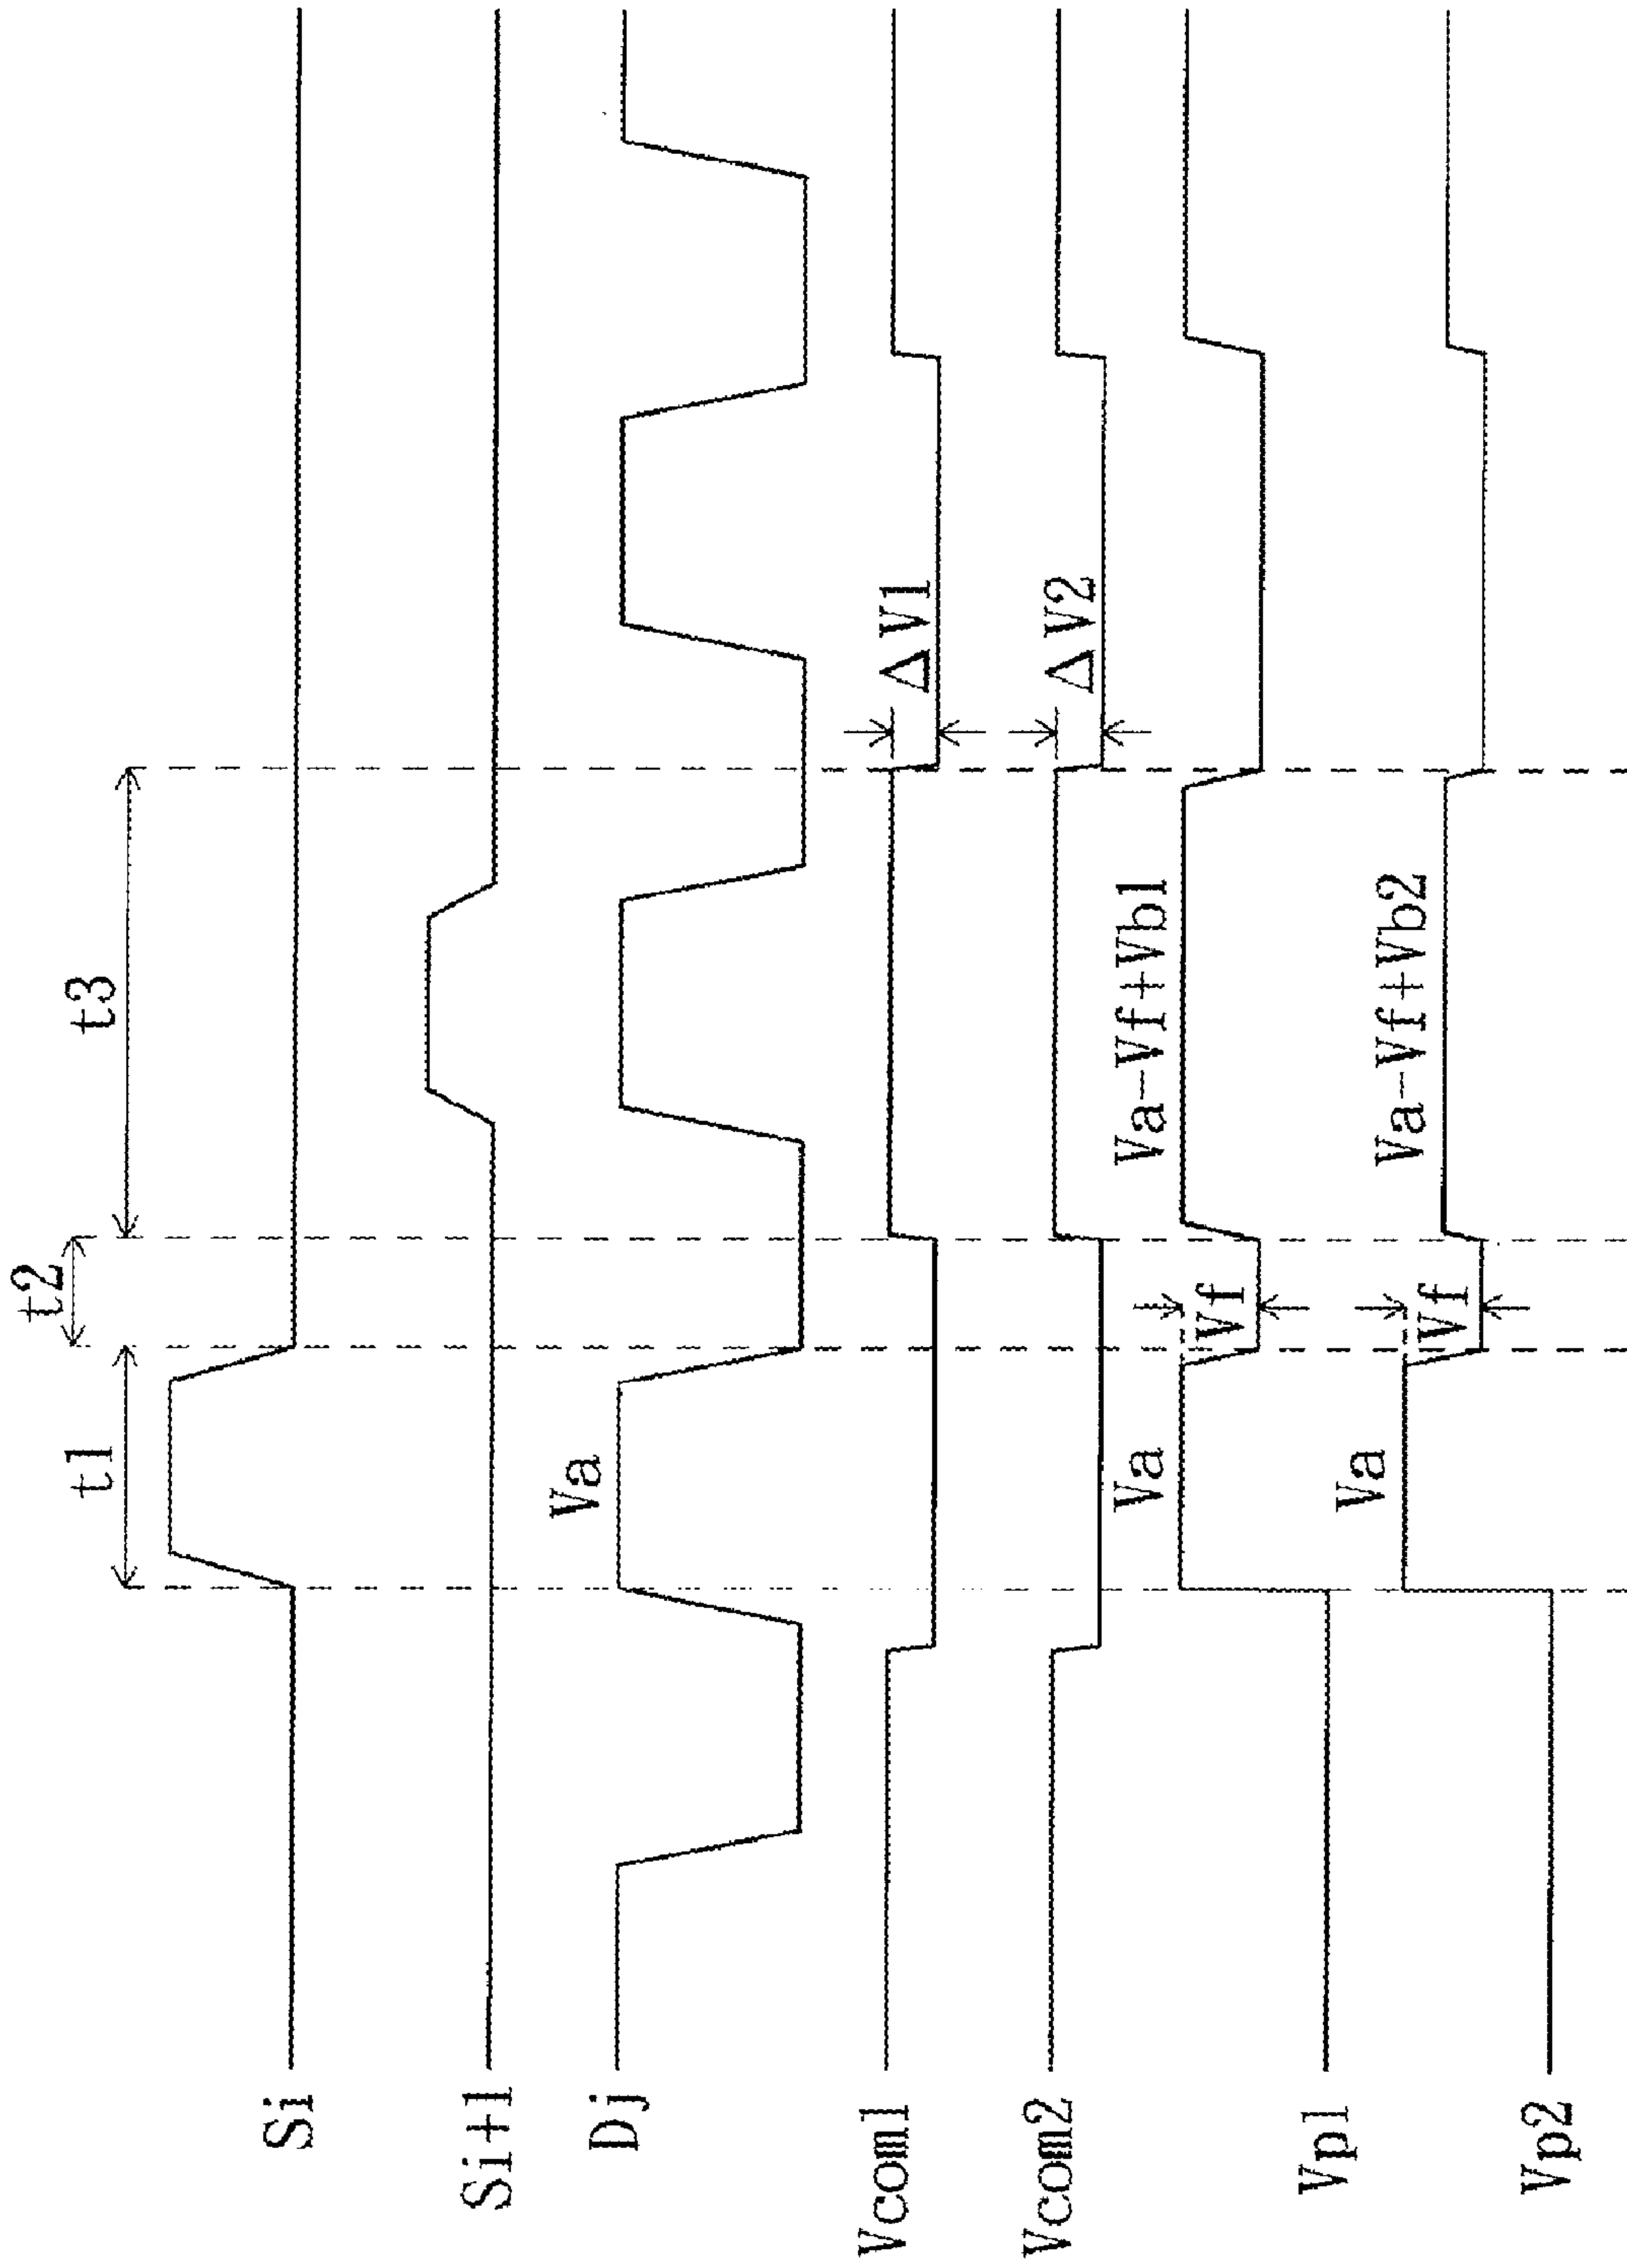 t1
t2
t3
Si
Si+1
Dj
Va
Vcom1
ΔV1
Vcom2
ΔV2
Vp1
Va
Vf
Va-Vf+Vb1
Vp2
Va
Vf
Va-Vf+Vb2